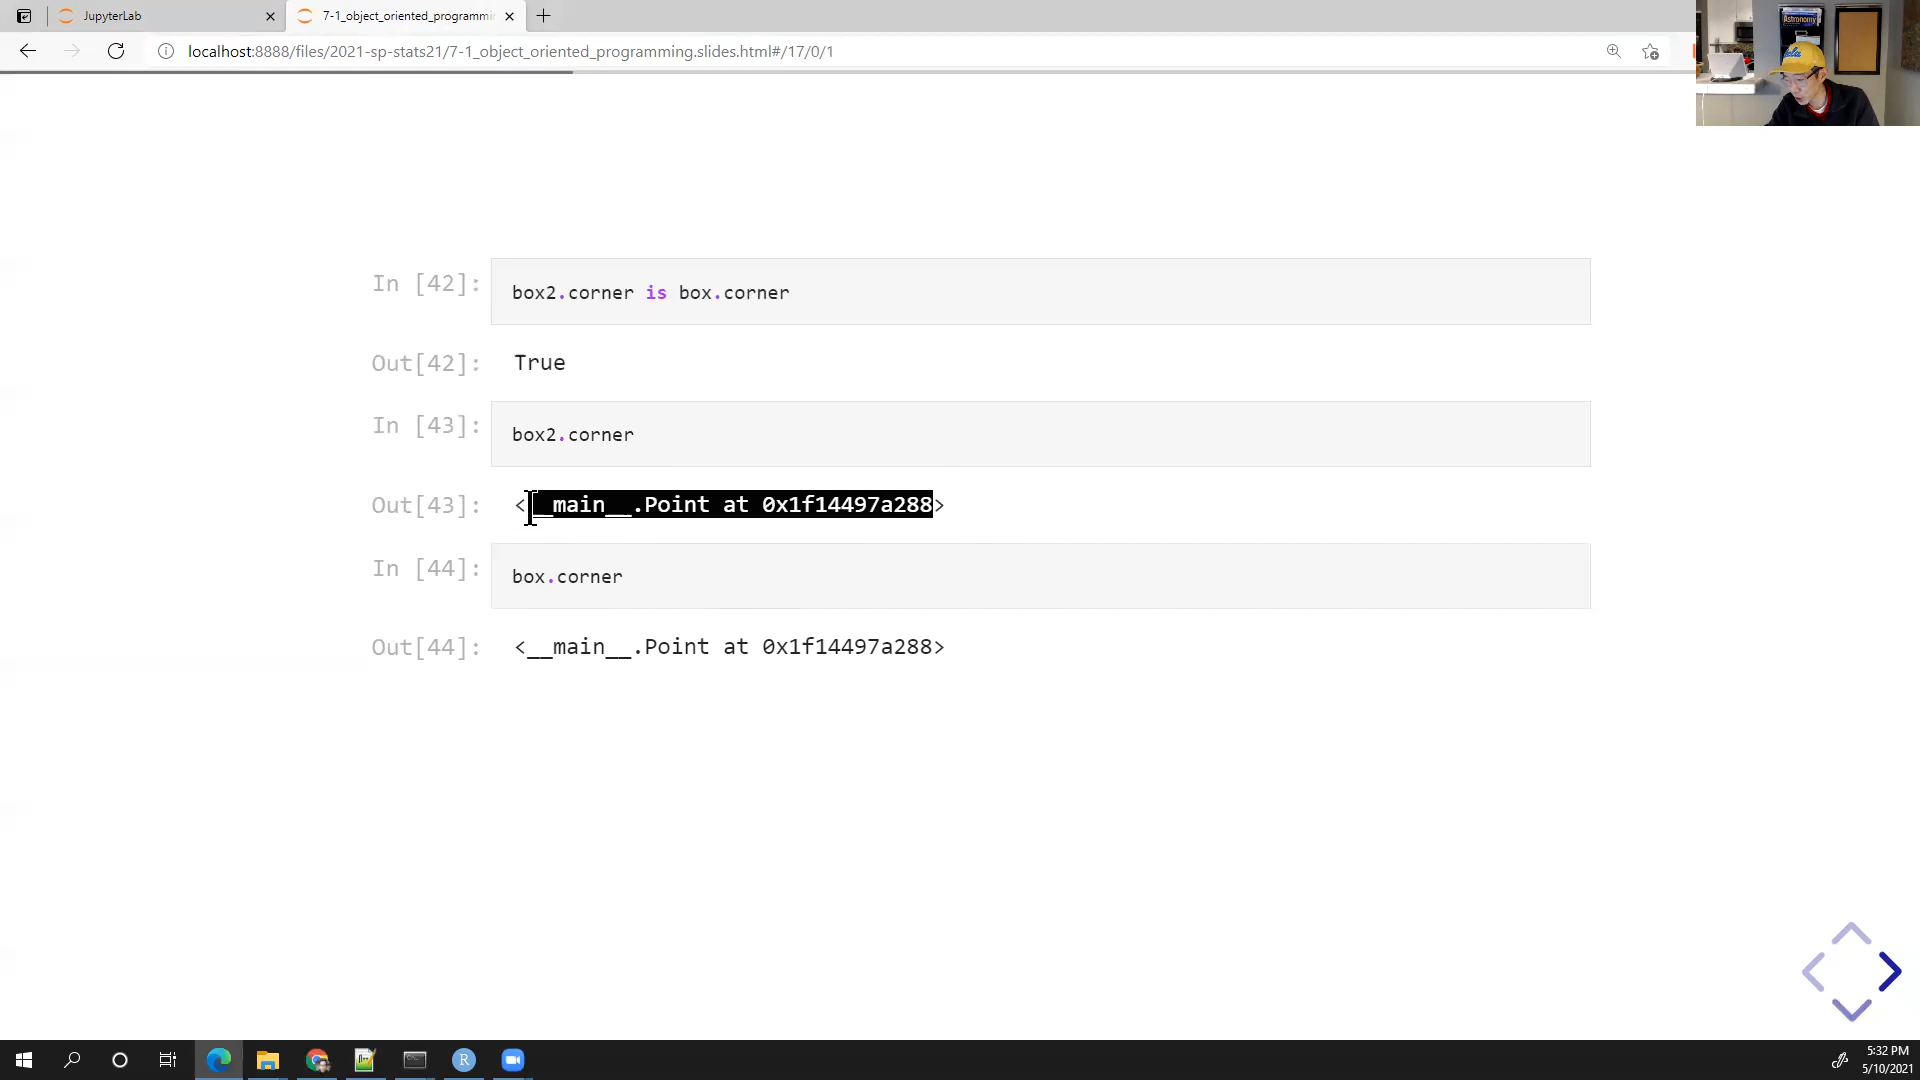 JupyterLab
7-1_object_oriented_programmin
localhost:8888/files/2021-sp-stats21/7-1_object_oriented_programming.slides.html#/17/0/1
Astronomy
In [42]:
box2.corner is box.corner
Out[42]:
True
In [43]:
box2.corner
Out[43]:
<__main__.Point at 0x1f14497a288>
In [44]:
box.corner
Out[44]:
<__main__.Point at 0x1f14497a288>
R
5:32 PM
5/10/2021